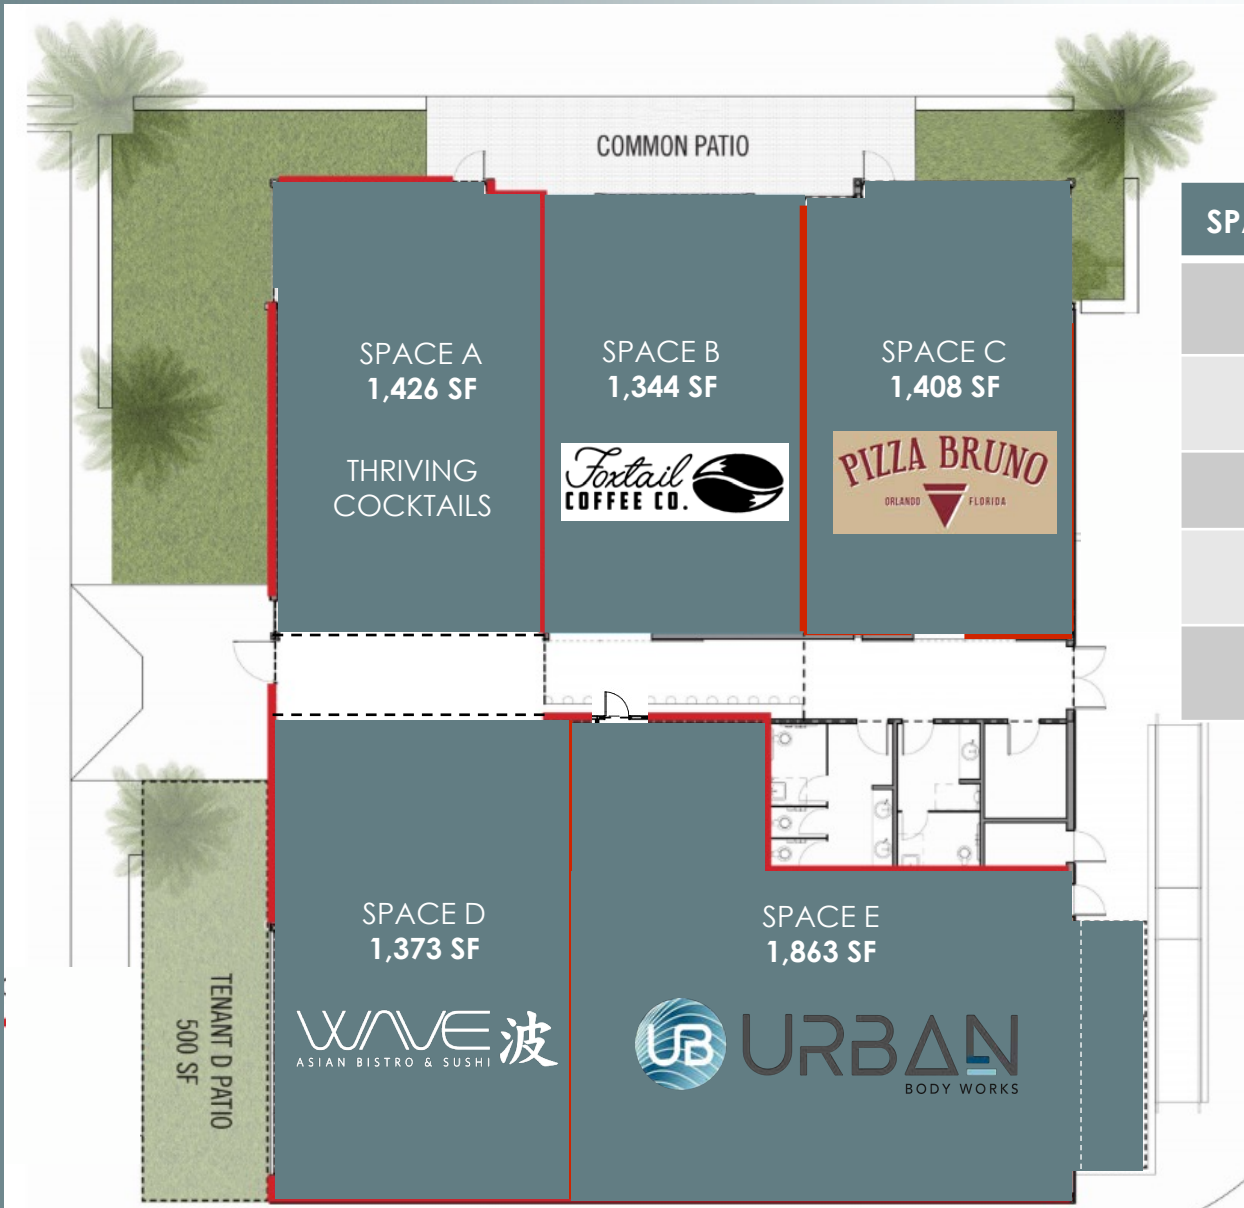 COMMON PATIO
SPACE A
1,426 SF
THRIVING
COCKTAILS
SPACE B
1,344 SF
Foxtail
COFFEE CO.
SPACE C
1,408 SF
PIZZA BRUNO
ORLANDO FLORIDA
SPACE D
1,373 SF
WAVE 波
ASIAN BISTRO & SUSHI
SPACE E
1,863 SF
UB URBAN
BODY WORKS
TENANT D PATIO
500 SF